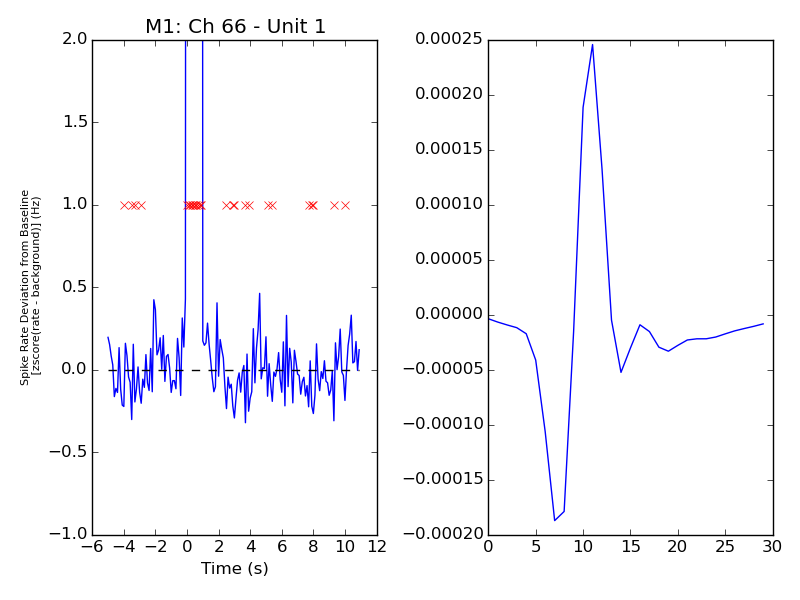 M1: Ch 66 - Unit 1
Spike Rate Deviation from Baseline
[zscore(rate - background)] (Hz)
2.0
1.5
1.0
0.5
0.0
−0.5
−1.0
−6 −4 −2 0 2 4 6 8 10 12
Time (s)
0.00025
0.00020
0.00015
0.00010
0.00005
0.00000
−0.00005
−0.00010
−0.00015
−0.00020
0 5 10 15 20 25 30